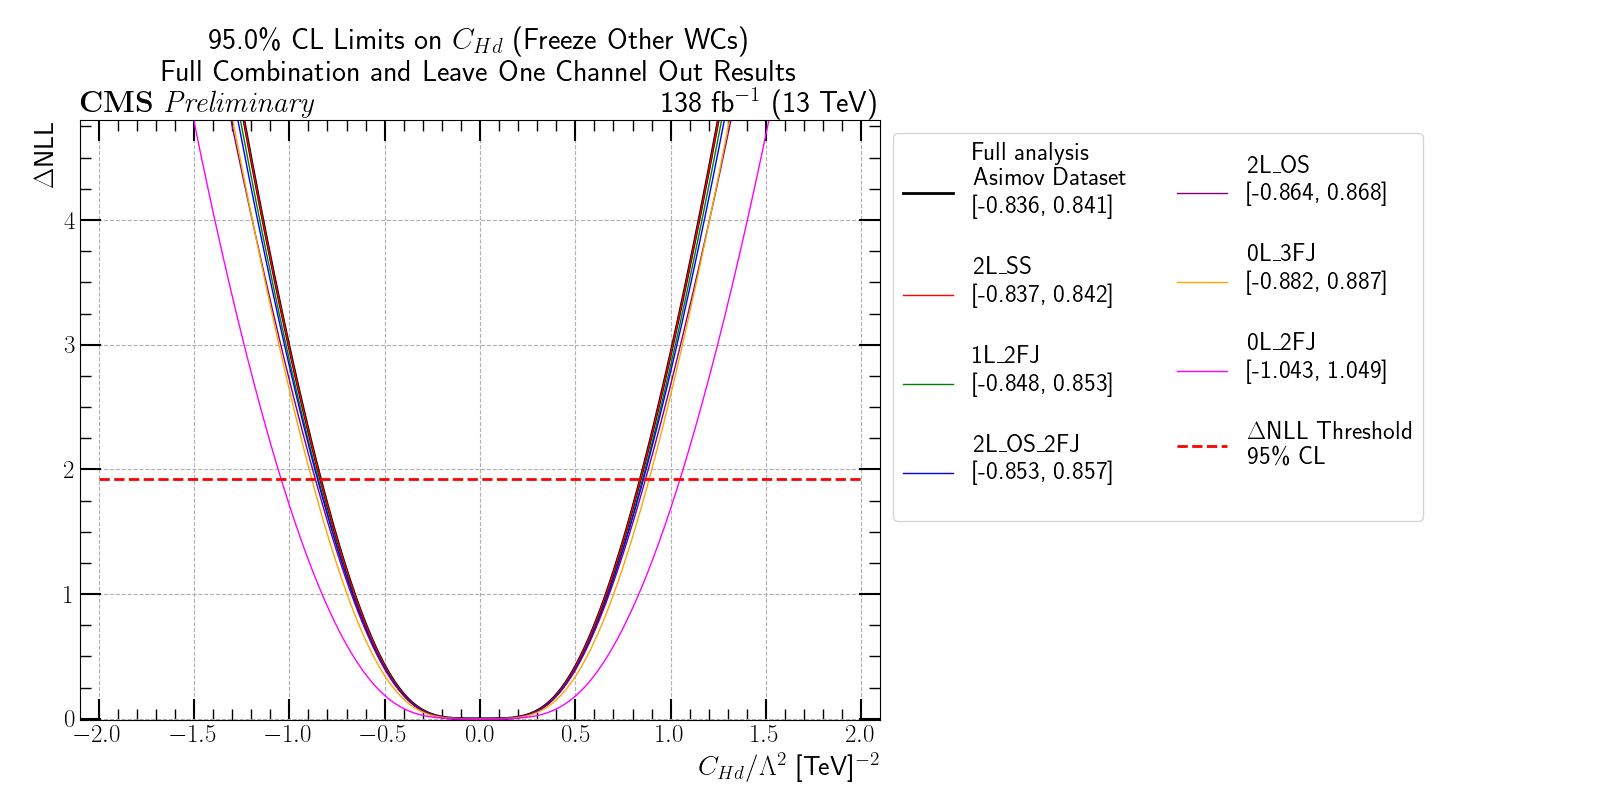 95.0% CL Limits on C_{Hd} (Freeze Other WCs)
Full Combination and Leave One Channel Out Results
CMS Preliminary
138 fb^{-1} (13 TeV)
ΔNLL
4
3
2
1
0
−2.0
−1.5
−1.0
−0.5
0.0
0.5
1.0
1.5
2.0
C_{Hd}/Λ^2 [TeV]^{-2}
Full analysis
Asimov Dataset
[-0.836, 0.841]
2L_SS
[-0.837, 0.842]
1L_2FJ
[-0.848, 0.853]
2L_OS_2FJ
[-0.853, 0.857]
2L_OS
[-0.864, 0.868]
0L_3FJ
[-0.882, 0.887]
0L_2FJ
[-1.043, 1.049]
ΔNLL Threshold
95% CL